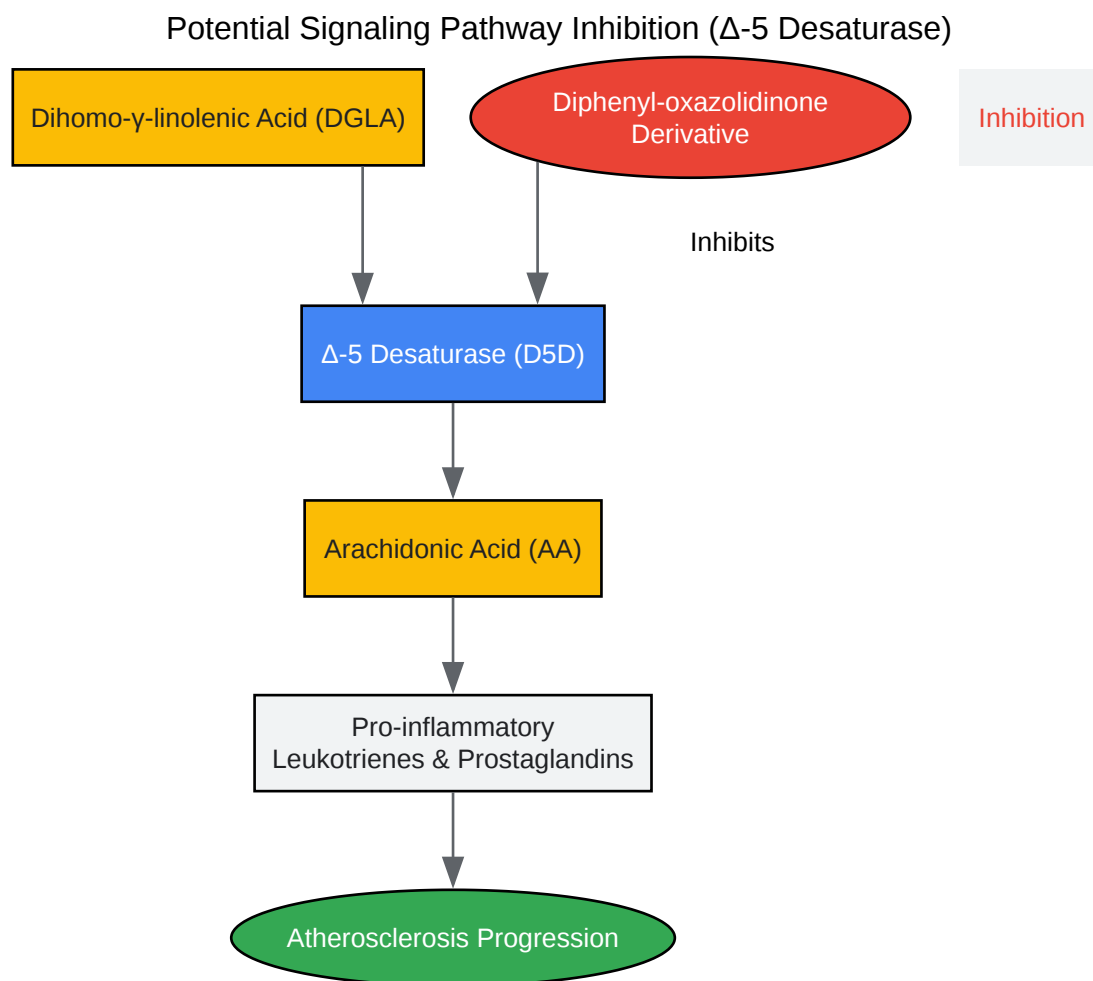 Potential Signaling Pathway Inhibition (Δ-5 Desaturase)
Dihomo-γ-linolenic Acid (DGLA)
Diphenyl-oxazolidinone
Derivative
Inhibition
Inhibits
Δ-5 Desaturase (D5D)
Arachidonic Acid (AA)
Pro-inflammatory
Leukotrienes & Prostaglandins
Atherosclerosis Progression